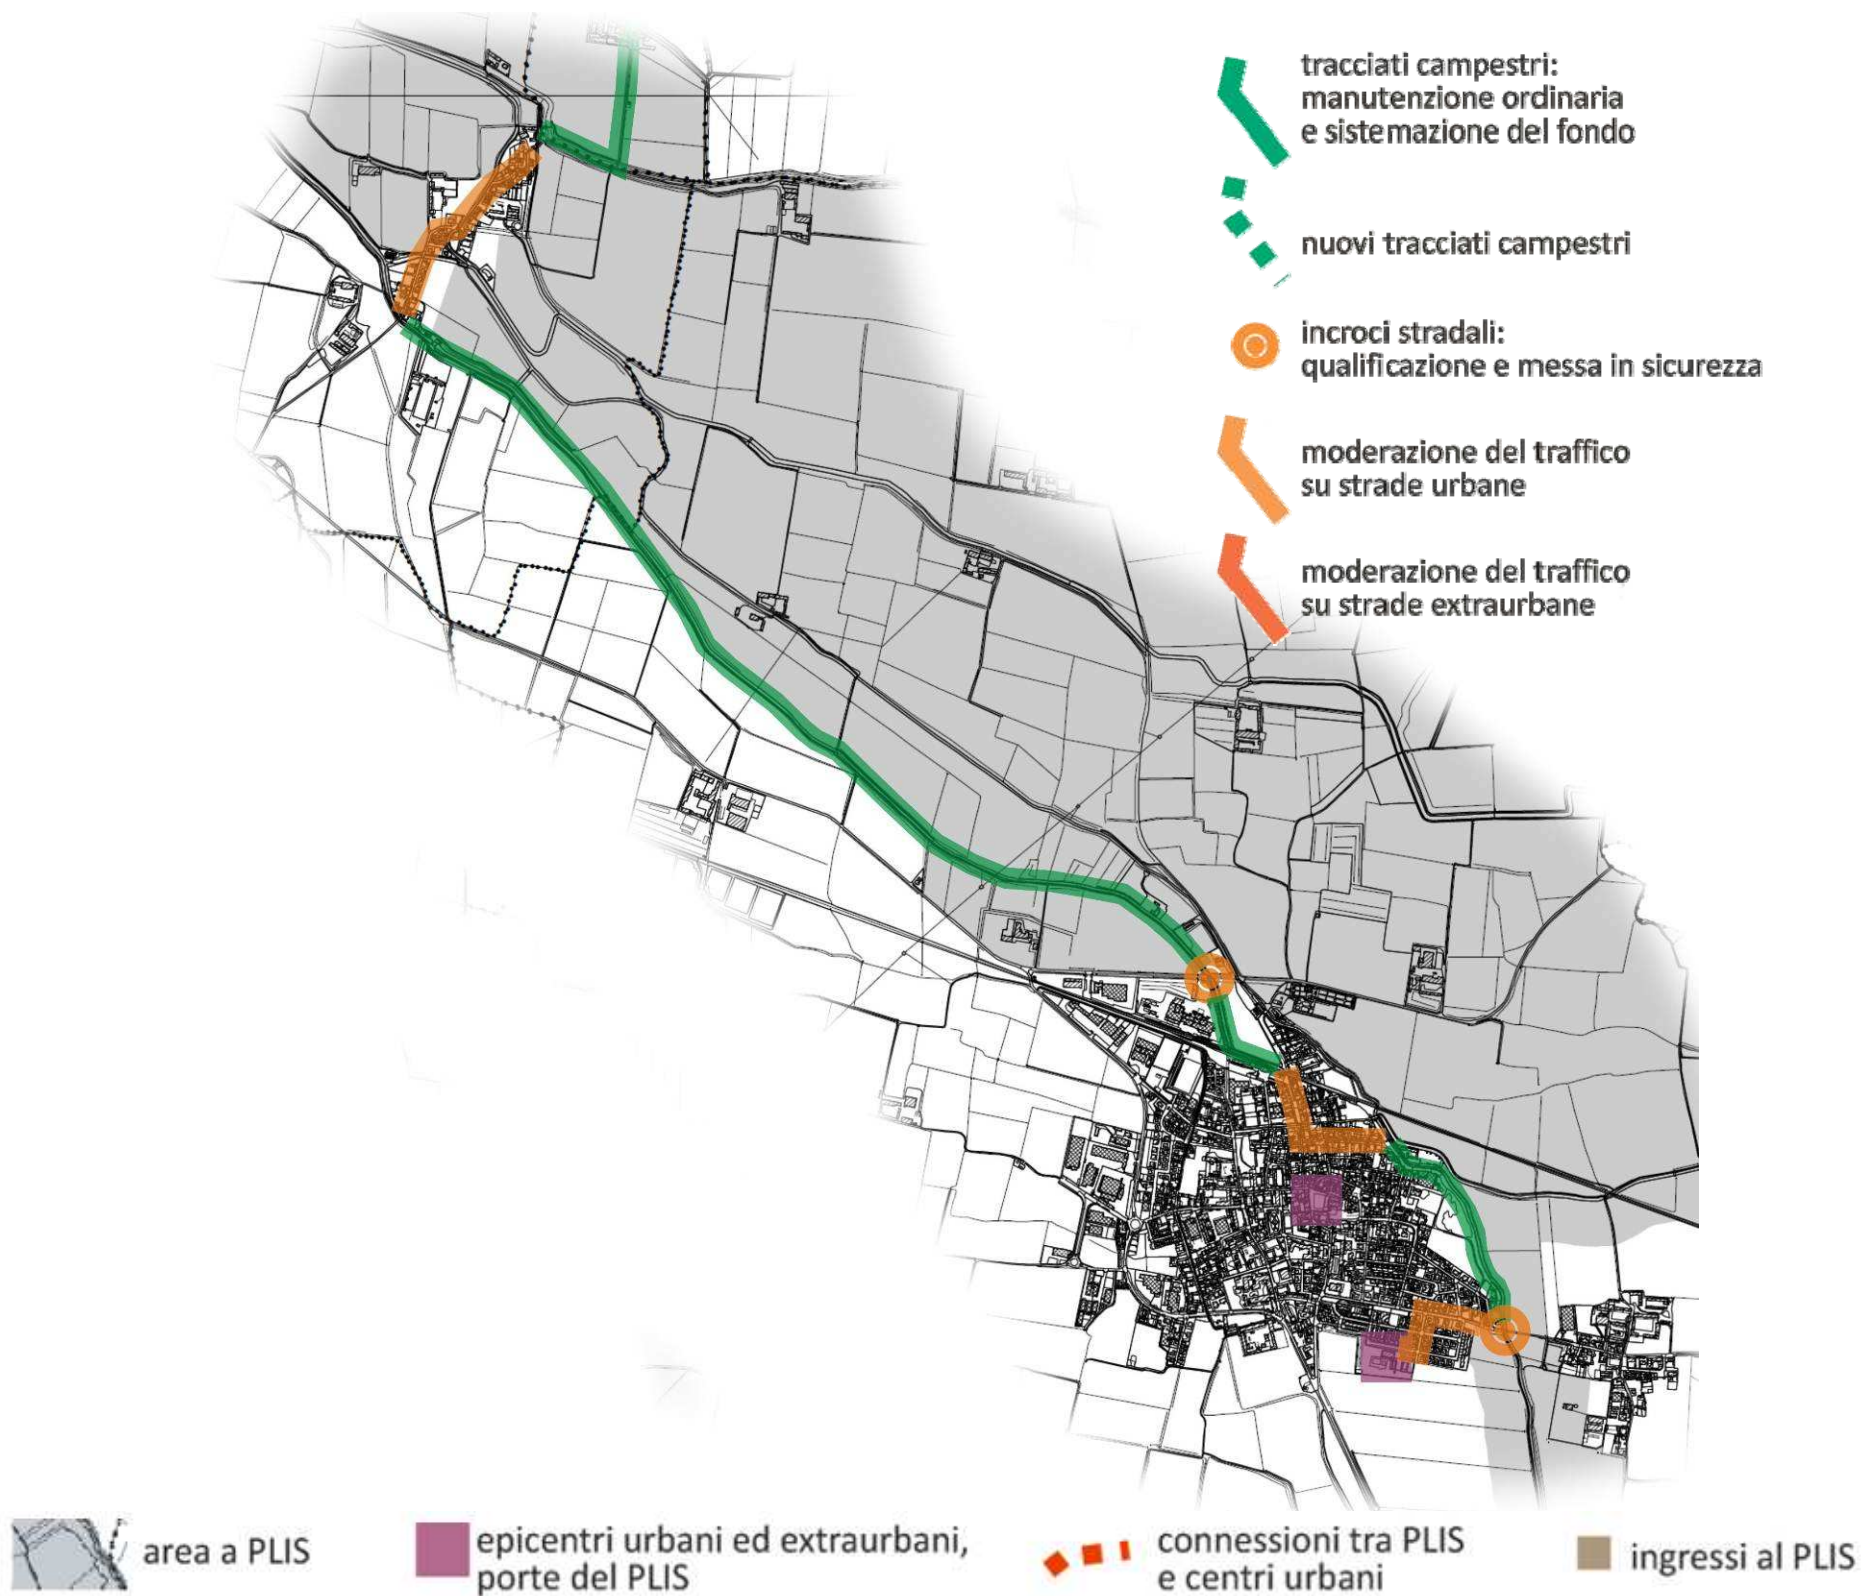 tracciati campestri:
manutenzione ordinaria
e sistemazione del fondo
nuovi tracciati campestri
incroci stradali:
qualificazione e messa in sicurezza
moderazione del traffico
su strade urbane
moderazione del traffico
su strade extraurbane
area a PLIS
epicentri urbani ed extraurbani,
porte del PLIS
connessioni tra PLIS
e centri urbani
ingressi al PLIS